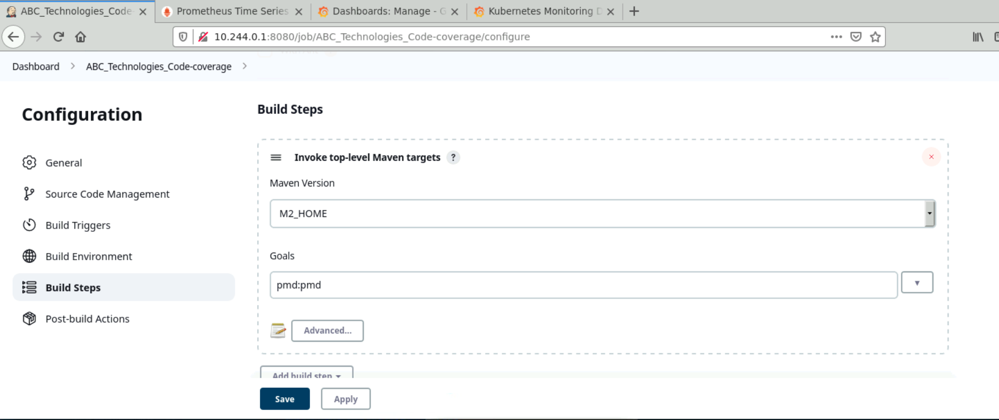 ABC_Technologies_Code-
Prometheus Time Series
Dashboards: Manage - G
Kubernetes Monitoring D
10.244.0.1:8080/job/ABC_Technologies_Code-coverage/configure
Dashboard > ABC_Technologies_Code-coverage >
Configuration
General
Source Code Management
Build Triggers
Build Environment
Build Steps
Post-build Actions
Build Steps
Invoke top-level Maven targets ?
Maven Version
M2_HOME
Goals
pmd:pmd
Advanced...
Add build step
Save
Apply